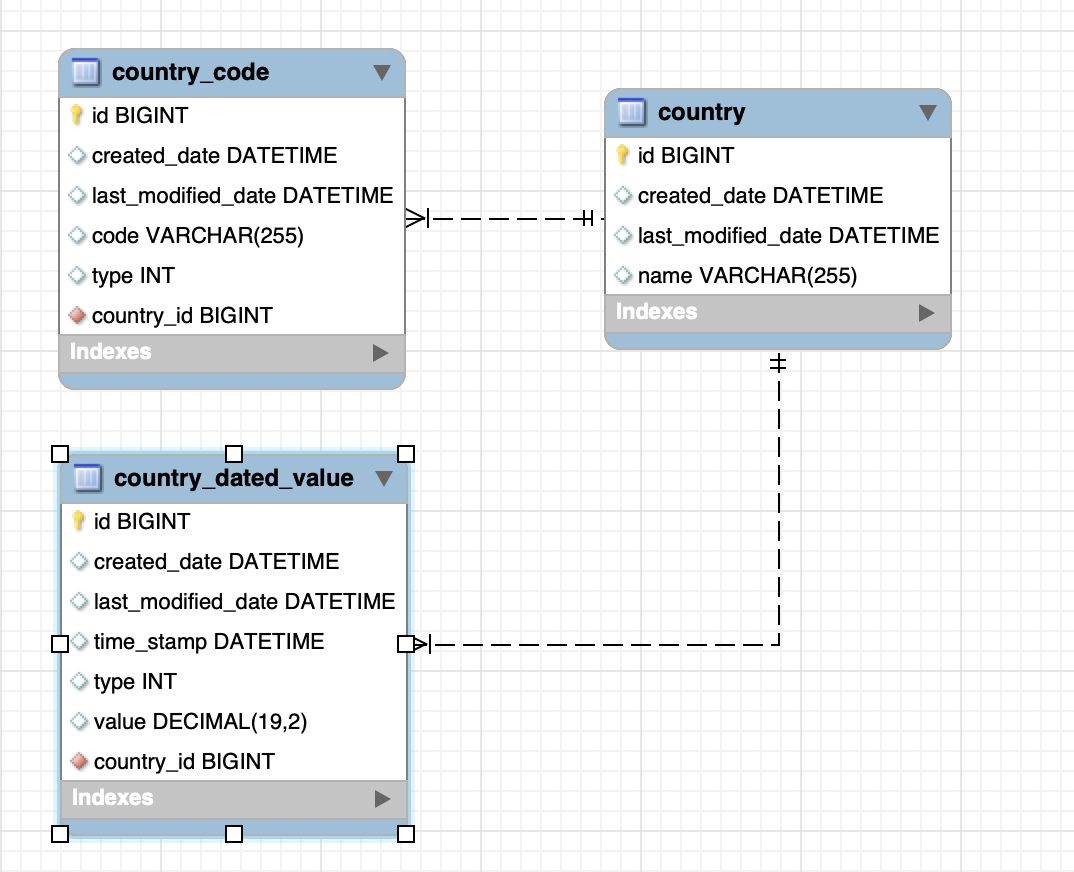 country_code
id BIGINT
created_date DATETIME
last_modified_date DATETIME
code VARCHAR(255)
type INT
country_id BIGINT
Indexes
country
id BIGINT
created_date DATETIME
last_modified_date DATETIME
name VARCHAR(255)
Indexes
country_dated_value
id BIGINT
created_date DATETIME
last_modified_date DATETIME
time_stamp DATETIME
type INT
value DECIMAL(19,2)
country_id BIGINT
Indexes